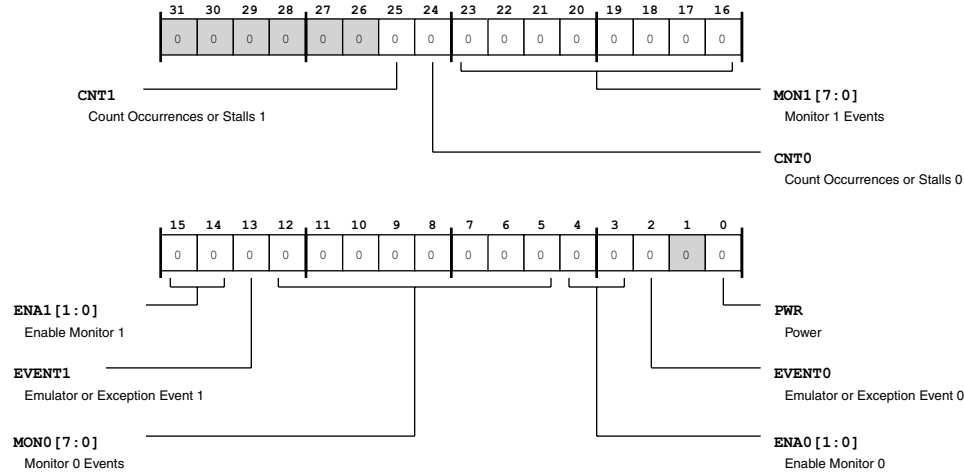 31 30 29 28 27 26 25 24 23 22 21 20 19 18 17 16
0 0 0 0 0 0 0 0 0 0 0 0 0 0 0 0
CNT1
Count Occurrences or Stalls 1
MON1[7:0]
Monitor 1 Events
CNT0
Count Occurrences or Stalls 0
15 14 13 12 11 10 9 8 7 6 5 4 3 2 1 0
0 0 0 0 0 0 0 0 0 0 0 0 0 0 0 0
ENA1[1:0]
Enable Monitor 1
PWR
Power
EVENT1
Emulator or Exception Event 1
EVENT0
Emulator or Exception Event 0
MON0[7:0]
Monitor 0 Events
ENA0[1:0]
Enable Monitor 0